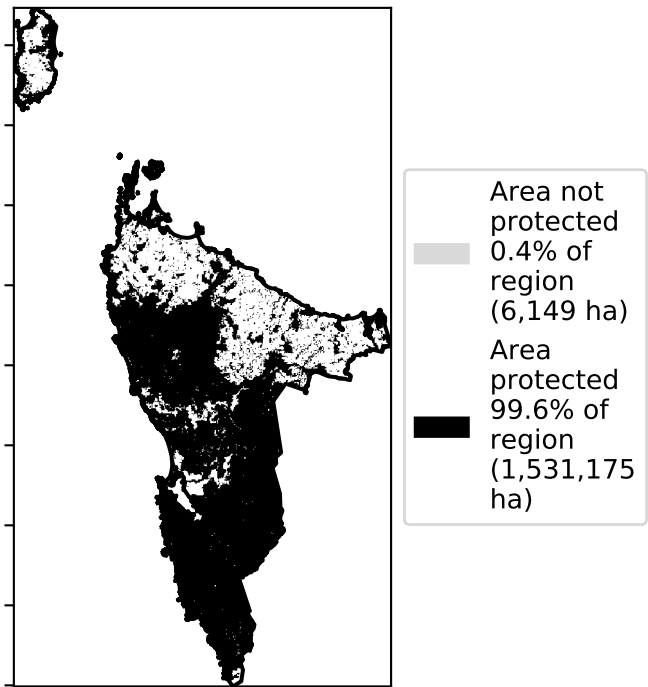 Area not
protected
0.4% of
region
(6,149 ha)
Area
protected
99.6% of
region
(1,531,175
ha)